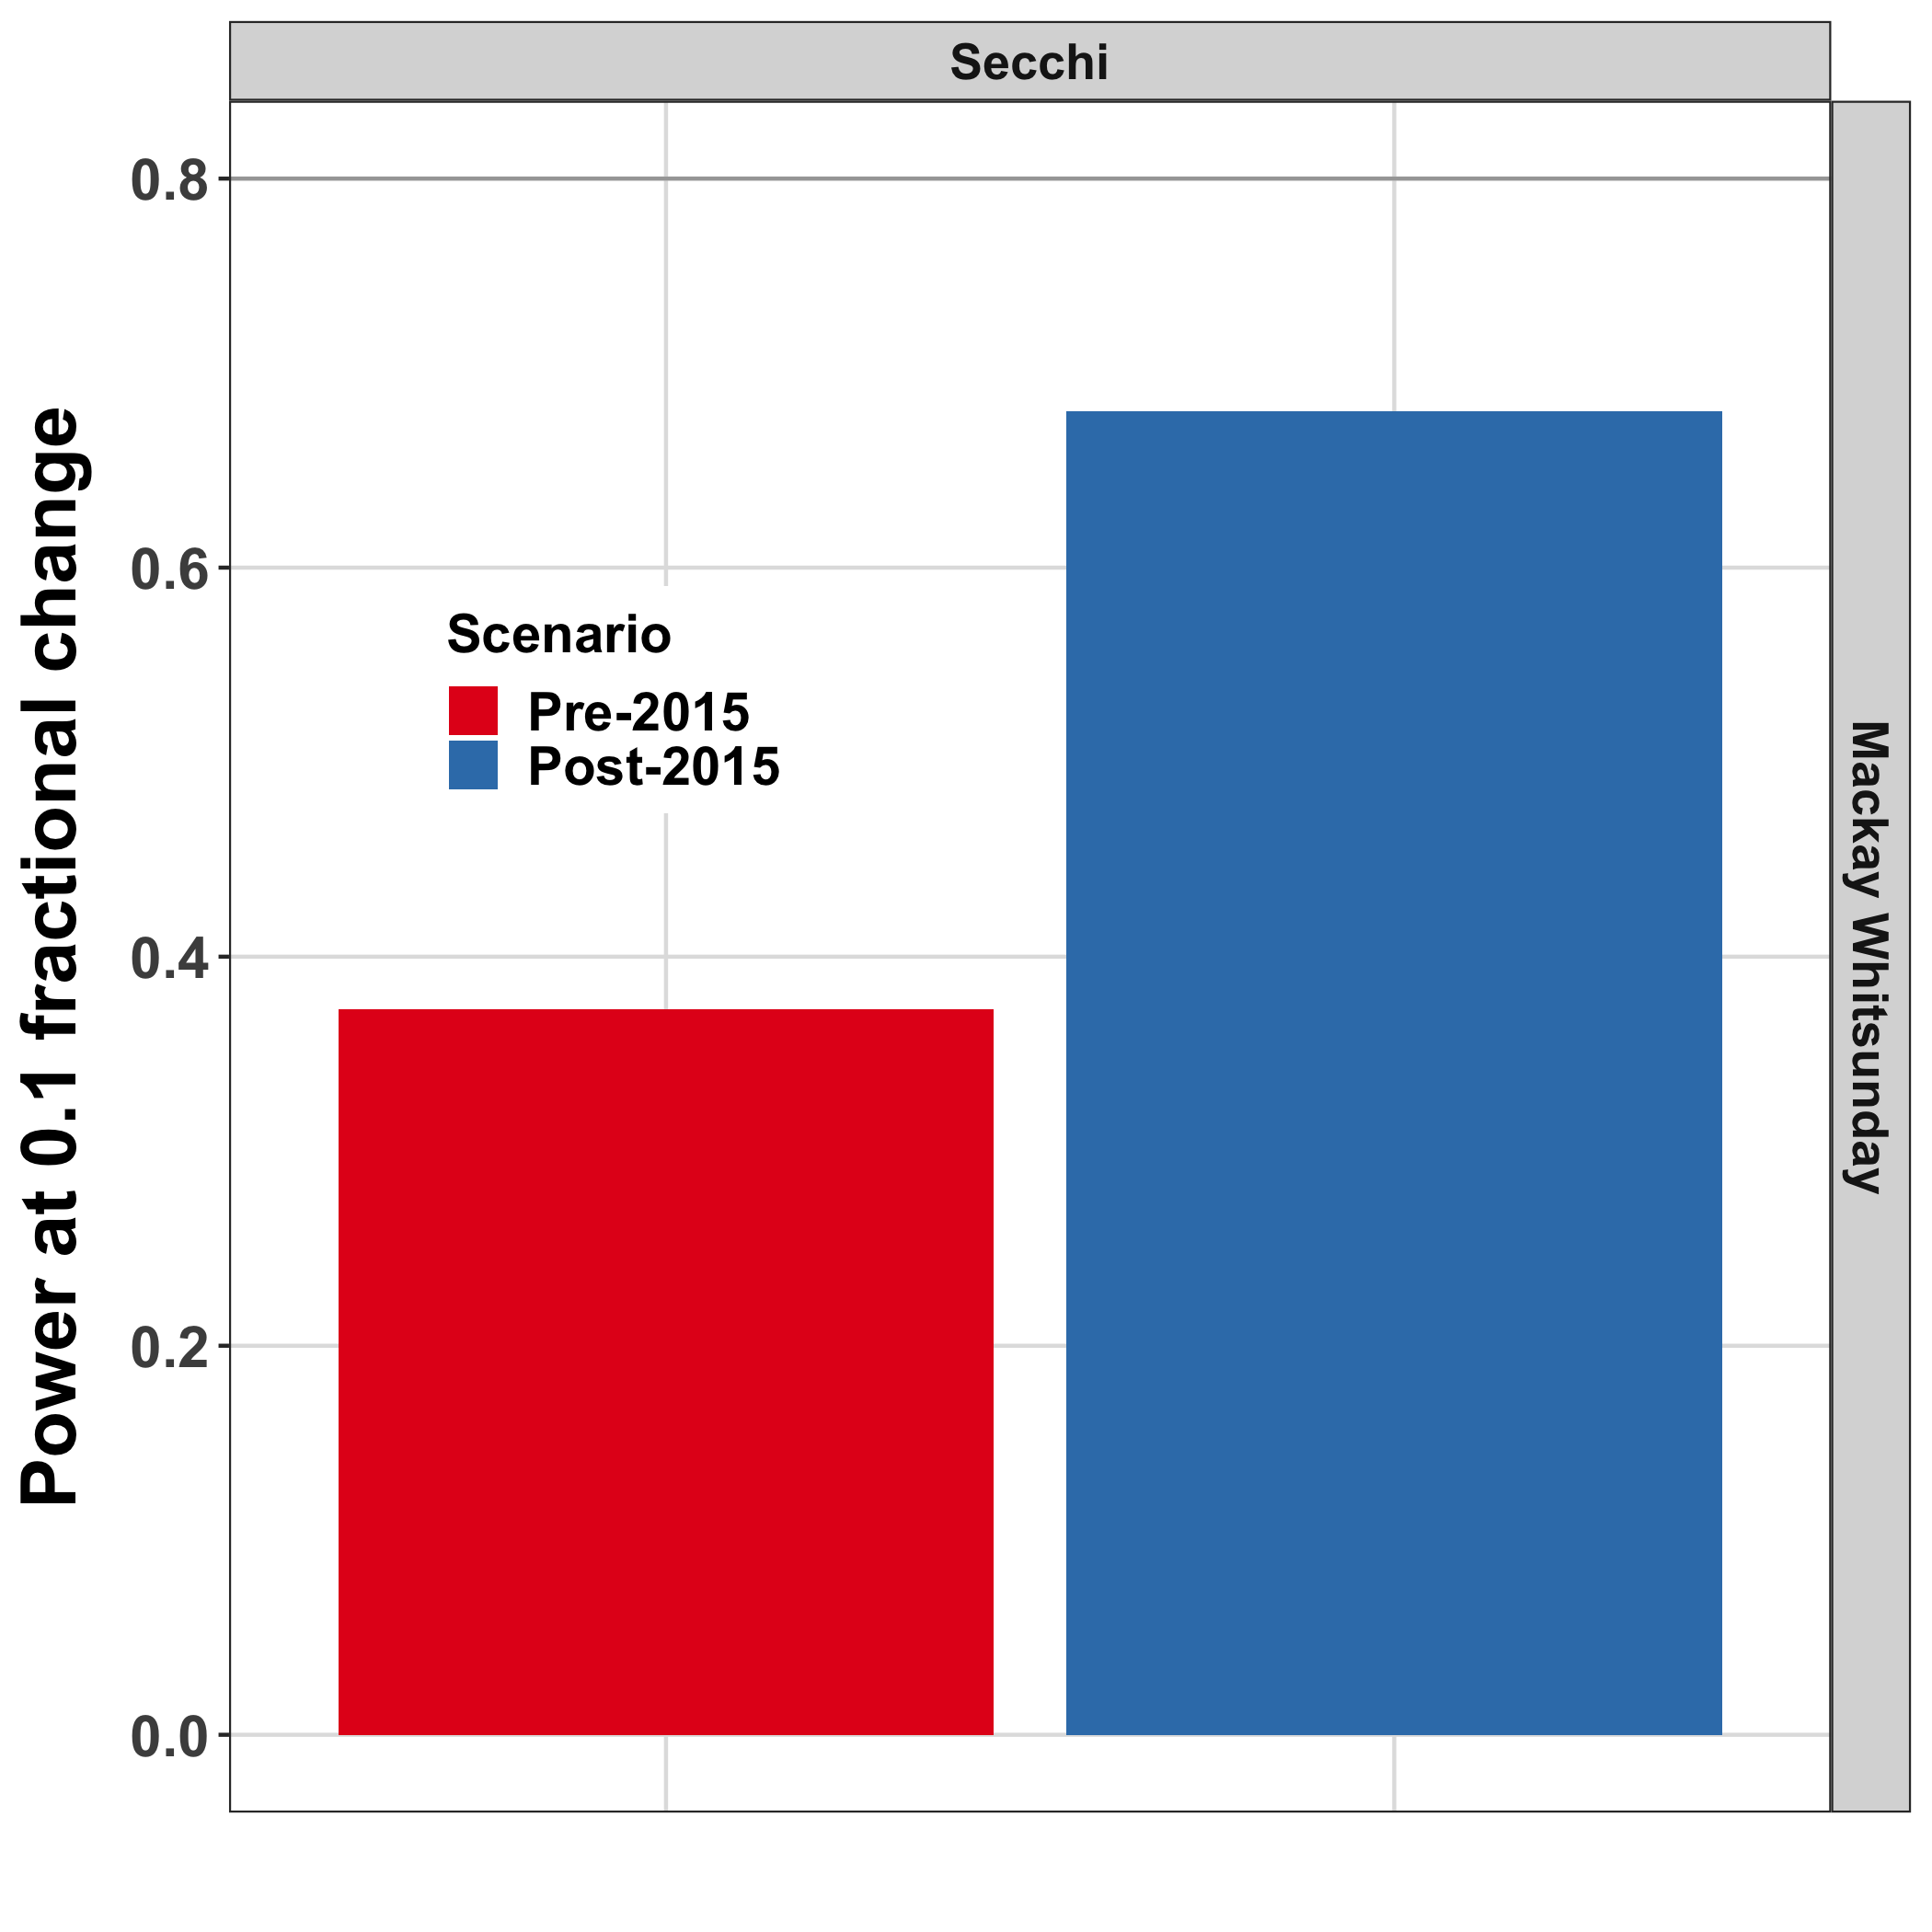 Secchi
Power at 0.1 fractional change
0.8
0.6
0.4
0.2
0.0
Scenario
Pre-2015
Post-2015
Mackay Whitsunday